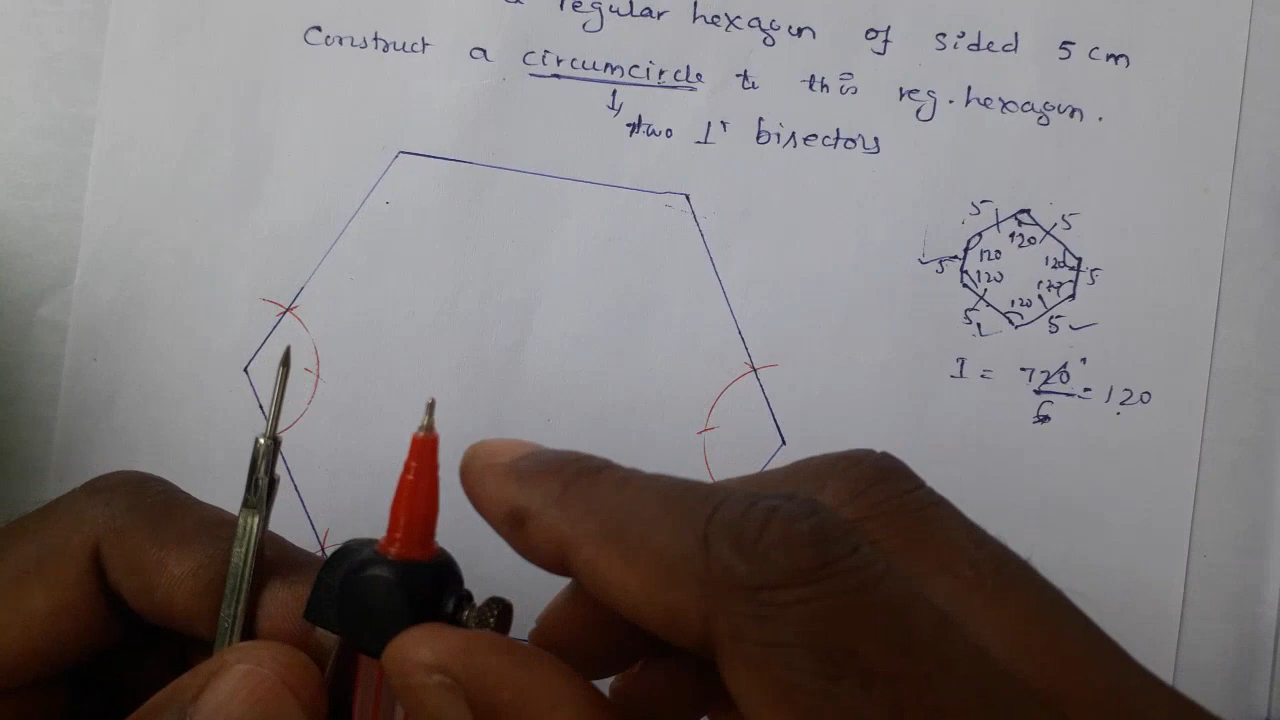 regular hexagon of sided 5 cm
Construct a circumcircle to this reg. hexagon.
two ⊥r bisectors
5 5
120
120 120
5 5
120 120
120
5 5
I = 720° = 120
6